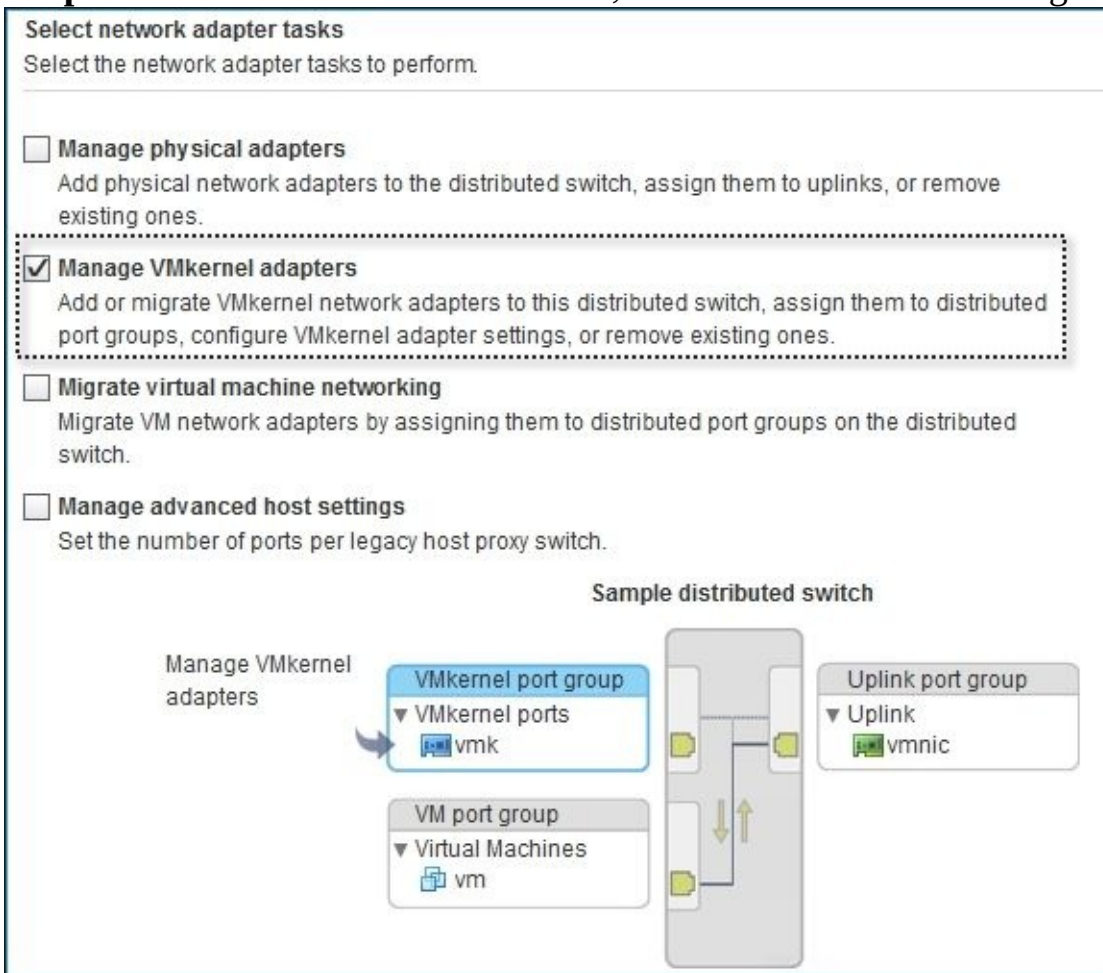 Select network adapter tasks
Select the network adapter tasks to perform.
Manage physical adapters
Add physical network adapters to the distributed switch, assign them to uplinks, or remove
existing ones.
Manage VMkernel adapters
Add or migrate VMkernel network adapters to this distributed switch, assign them to distributed
port groups, configure VMkernel adapter settings, or remove existing ones.
Migrate virtual machine networking
Migrate VM network adapters by assigning them to distributed port groups on the distributed
switch.
Manage advanced host settings
Set the number of ports per legacy host proxy switch.
Sample distributed switch
Manage VMkernel
adapters
VMkernel port group
VMkernel ports
vmk
VM port group
Virtual Machines
vm
Uplink port group
Uplink
vmnic